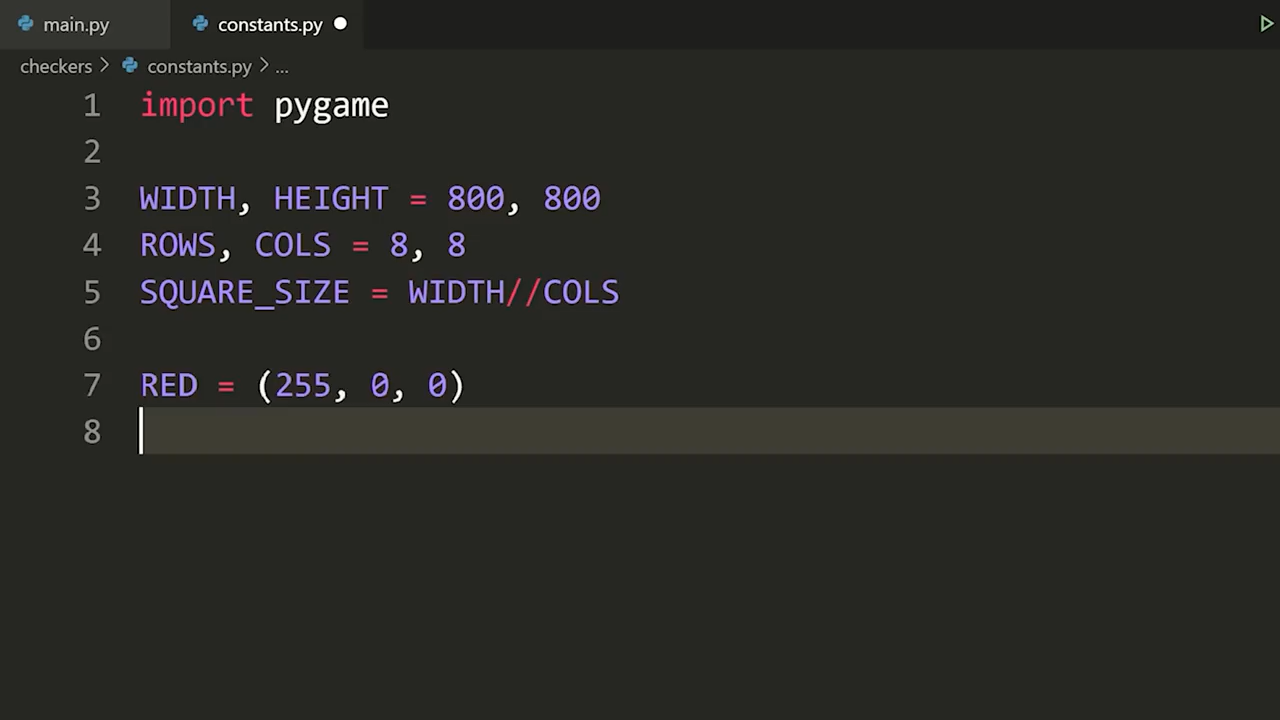 main.py
constants.py
checkers > constants.py > ...
1 import pygame
2
3 WIDTH, HEIGHT = 800, 800
4 ROWS, COLS = 8, 8
5 SQUARE_SIZE = WIDTH//COLS
6
7 RED = (255, 0, 0)
8